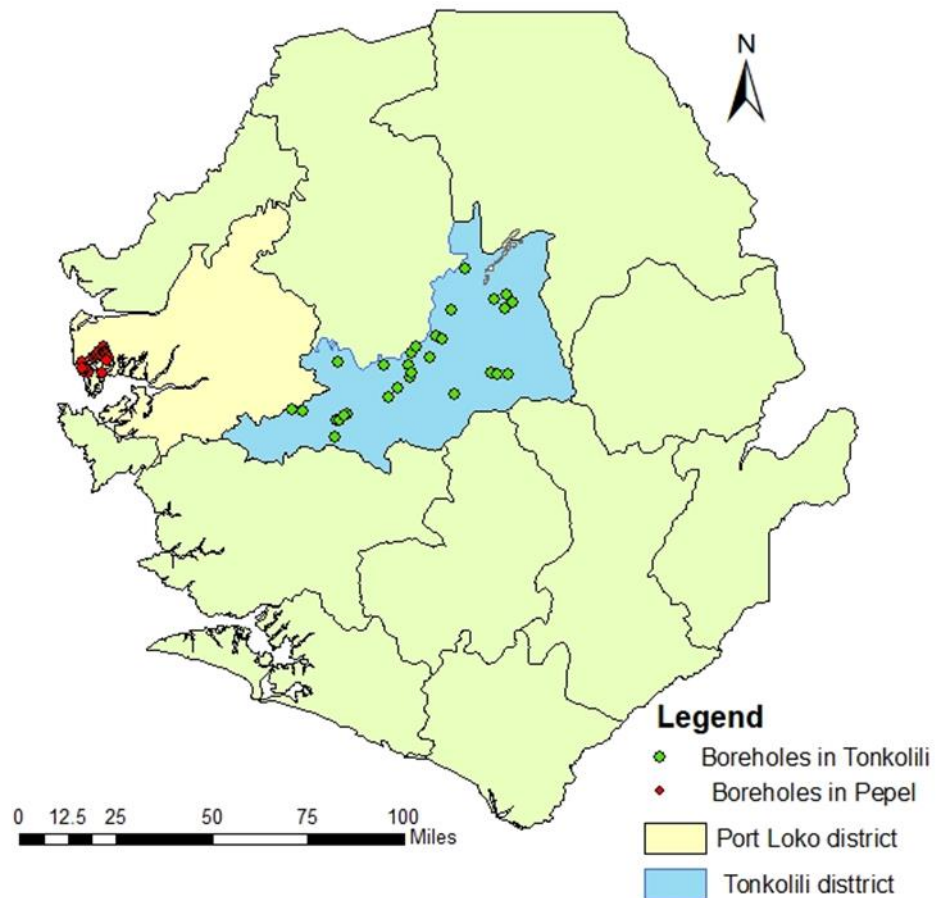 N
Legend
Boreholes in Tonkolili
Boreholes in Pepel
Port Loko district
Tonkolili disttrict
0 12.5 25 50 75 100
Miles